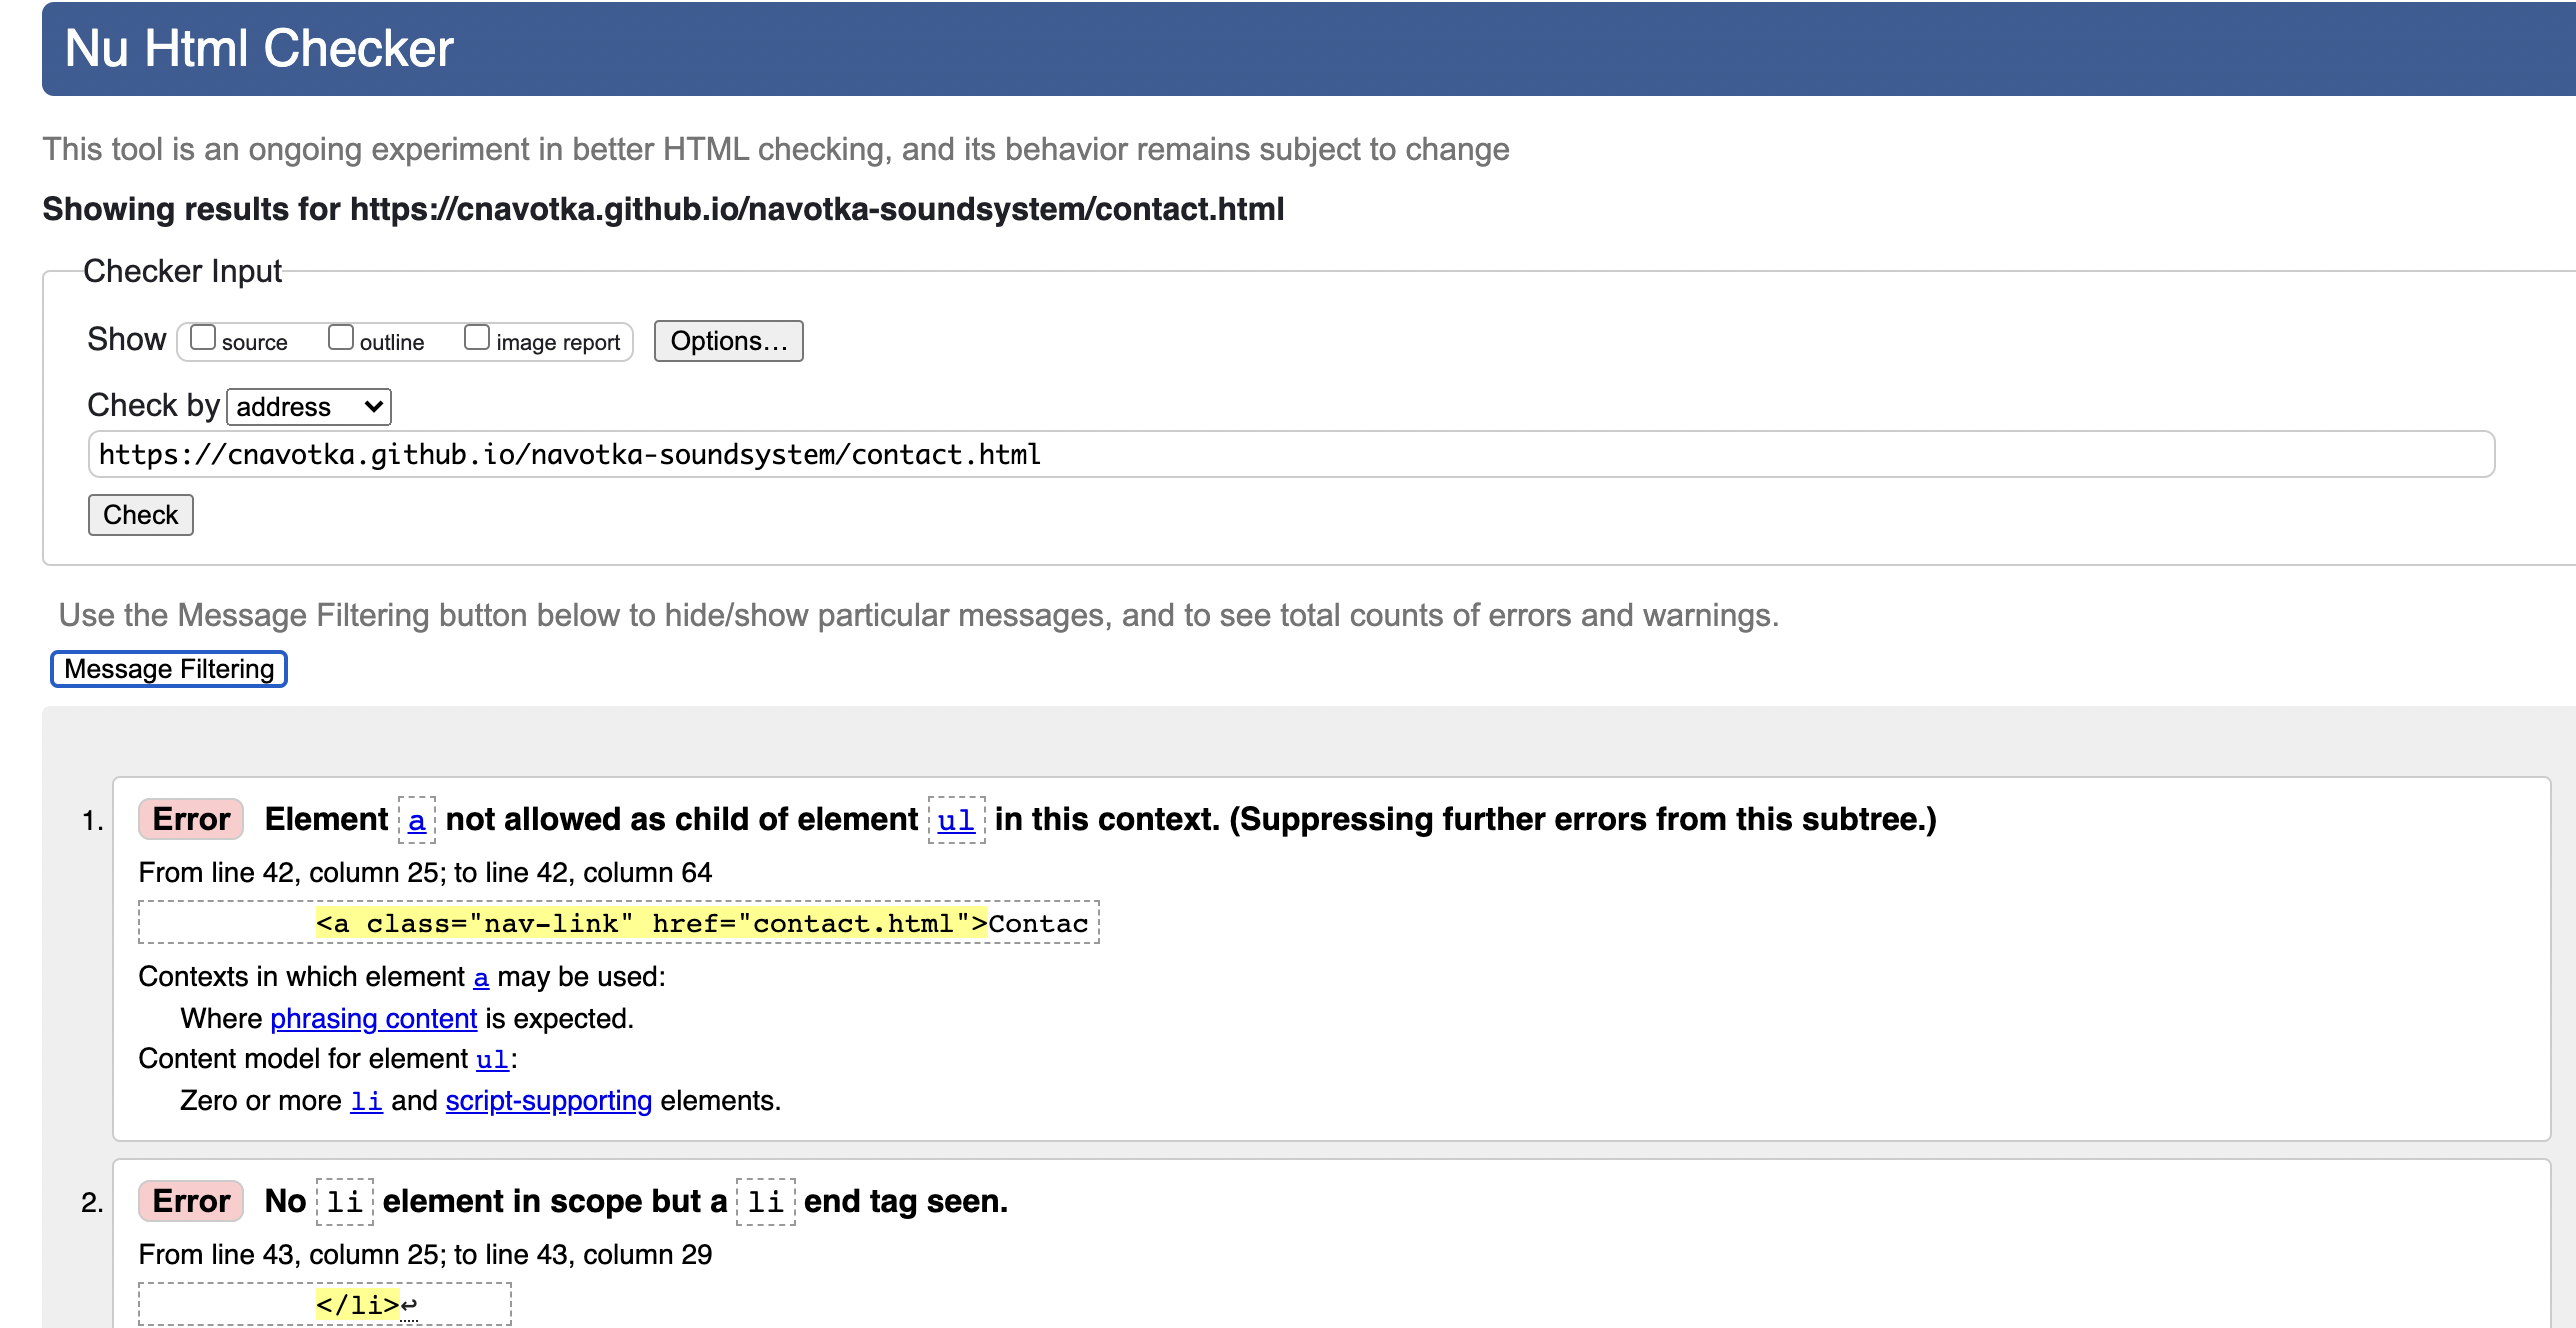 Nu Html Checker
This tool is an ongoing experiment in better HTML checking, and its behavior remains subject to change
Showing results for https://cnavotka.github.io/navotka-soundsystem/contact.html
Checker Input
Show source outline image report Options...
Check by address
https://cnavotka.github.io/navotka-soundsystem/contact.html
Check
Use the Message Filtering button below to hide/show particular messages, and to see total counts of errors and warnings.
Message Filtering
1. Error Element a not allowed as child of element ul in this context. (Suppressing further errors from this subtree.)
From line 42, column 25; to line 42, column 64
<a class="nav-link" href="contact.html">Contac
Contexts in which element a may be used:
Where phrasing content is expected.
Content model for element ul:
Zero or more li and script-supporting elements.
2. Error No li element in scope but a li end tag seen.
From line 43, column 25; to line 43, column 29
</li>↩